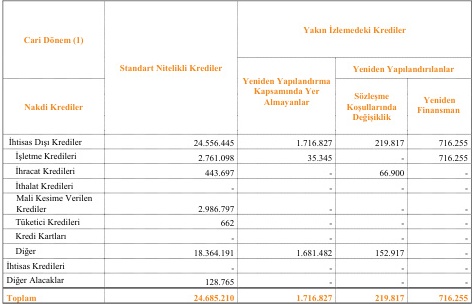 Cari Dönem (1)
Standart Nitelikli Krediler
Yakın İzlemedeki Krediler
Yeniden Yapılandırma
Kapsamında Yer
Almayanlar
Yeniden Yapılandırılanlar
Nakdi Krediler
Sözleşme
Koşullarında
Değişiklik
Yeniden
Finansman
İhtisas Dışı Krediler 24.556.445 1.716.827 219.817 716.255
İşletme Kredileri 2.761.098 35.345 - 716.255
İhracat Kredileri 443.697 - 66.900 -
İthalat Kredileri - - - -
Mali Kesime Verilen
Krediler 2.986.797 - - -
Tüketici Kredileri 662 - - -
Kredi Kartları - - - -
Diğer 18.364.191 1.681.482 152.917 -
İhtisas Kredileri - - - -
Diğer Alacaklar 128.765 - - -
Toplam 24.685.210 1.716.827 219.817 716.255